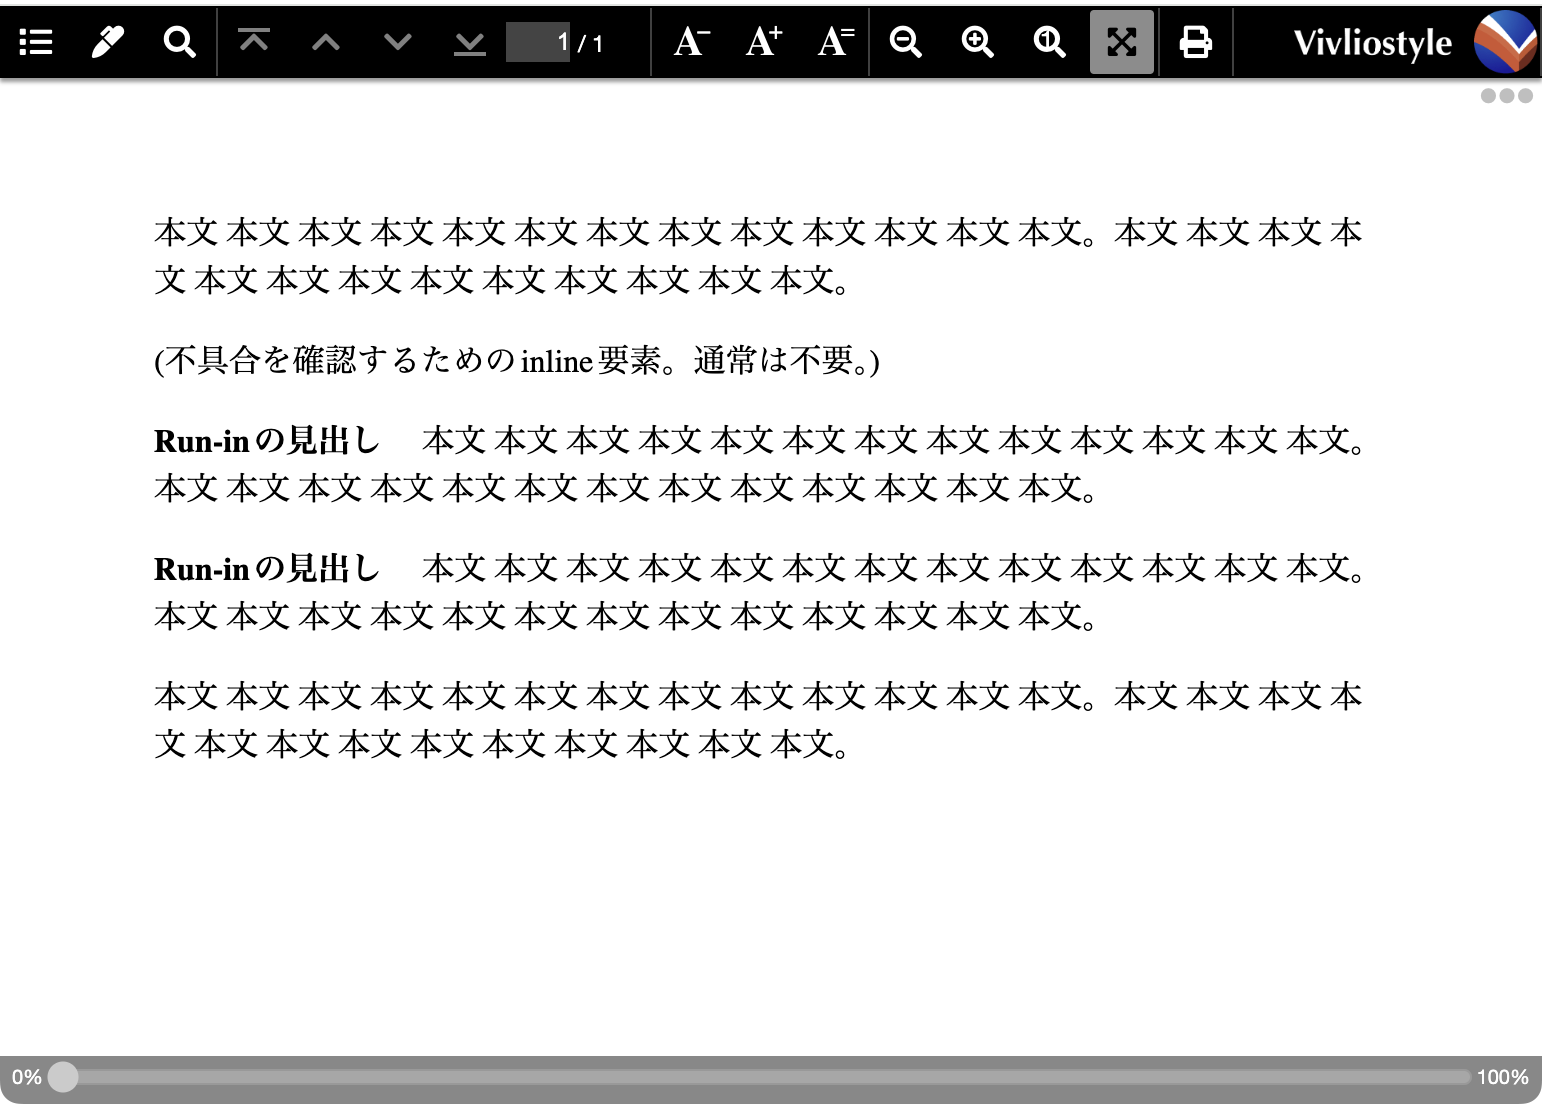 1 / 1
A− A+ A=
Vivliostyle
本文 本文 本文 本文 本文 本文 本文 本文 本文 本文 本文 本文 本文。本文 本文 本文 本
文 本文 本文 本文 本文 本文 本文 本文 本文 本文。
(不具合を確認するためのinline要素。通常は不要。)
Run-inの見出し　本文 本文 本文 本文 本文 本文 本文 本文 本文 本文 本文 本文 本文。
本文 本文 本文 本文 本文 本文 本文 本文 本文 本文 本文 本文 本文。
Run-inの見出し　本文 本文 本文 本文 本文 本文 本文 本文 本文 本文 本文 本文 本文。
本文 本文 本文 本文 本文 本文 本文 本文 本文 本文 本文 本文 本文。
本文 本文 本文 本文 本文 本文 本文 本文 本文 本文 本文 本文 本文。本文 本文 本文 本
文 本文 本文 本文 本文 本文 本文 本文 本文 本文。
0% 100%